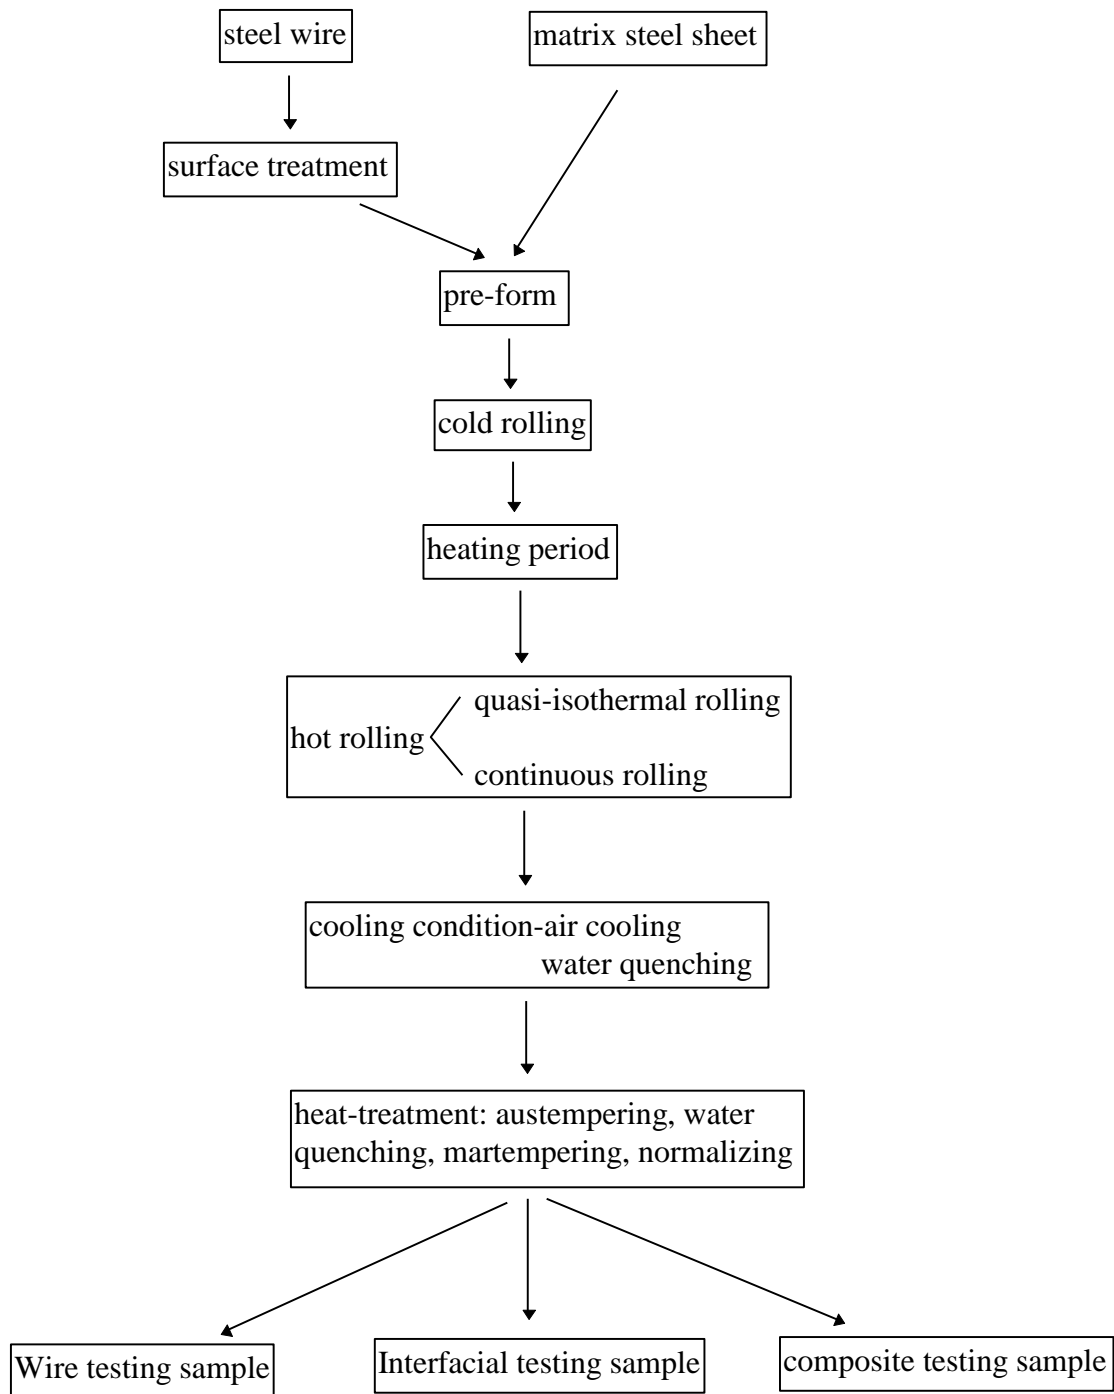 steel wire
matrix steel sheet
surface treatment
pre-form
cold rolling
heating period
quasi-isothermal rolling
hot rolling
continuous rolling
cooling condition-air cooling
water quenching
heat-treatment: austempering, water
quenching, martempering, normalizing
Wire testing sample
Interfacial testing sample
composite testing sample